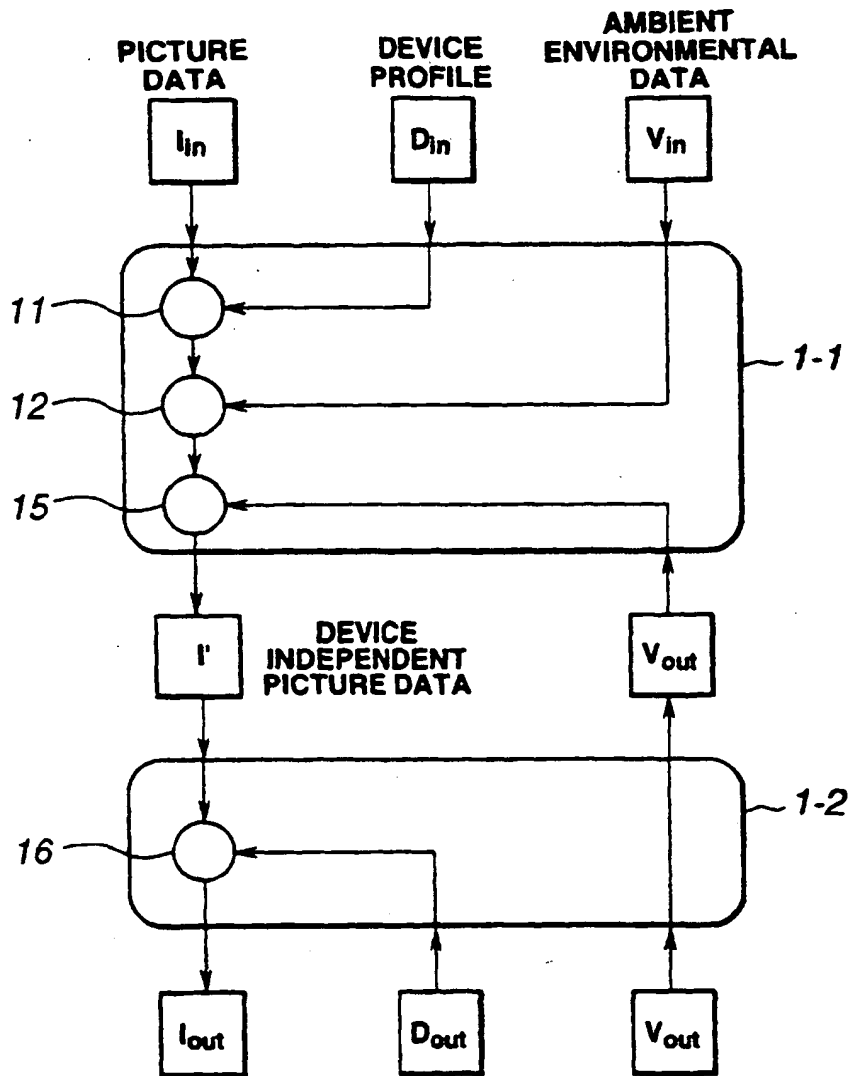 PICTURE DATA
DEVICE PROFILE
AMBIENT ENVIRONMENTAL DATA
Iin
Din
Vin
11
1-1
12
15
I'
DEVICE INDEPENDENT PICTURE DATA
Vout
1-2
16
Iout
Dout
Vout